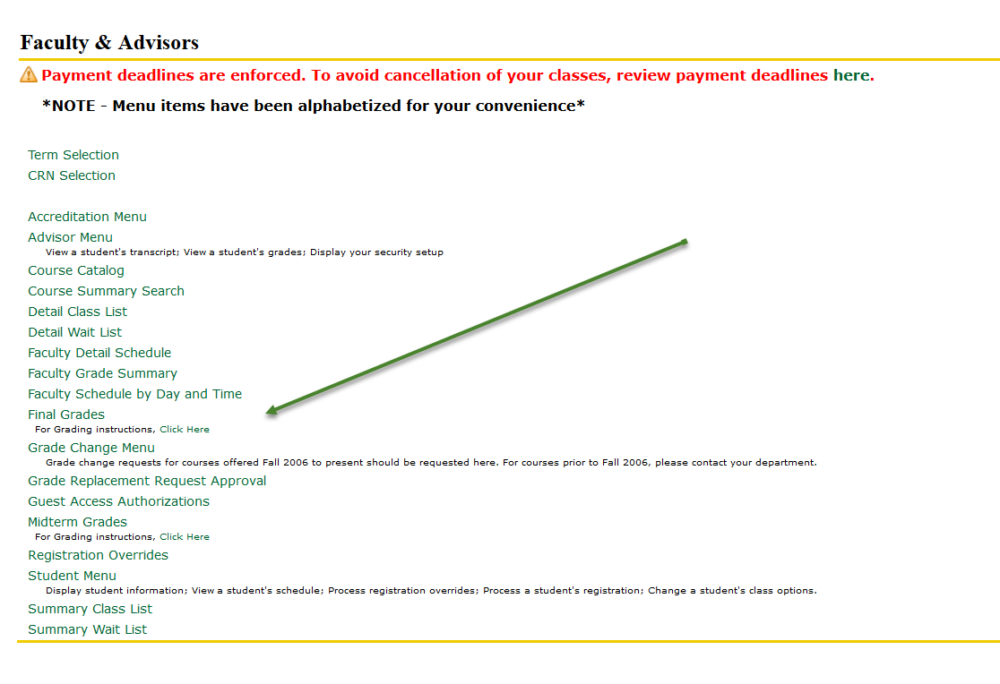 Faculty & Advisors
Payment deadlines are enforced. To avoid cancellation of your classes, review payment deadlines here.
*NOTE - Menu items have been alphabetized for your convenience*
Term Selection
CRN Selection
Accreditation Menu
Advisor Menu
View a student's transcript; View a student's grades; Display your security setup
Course Catalog
Course Summary Search
Detail Class List
Detail Wait List
Faculty Detail Schedule
Faculty Grade Summary
Faculty Schedule by Day and Time
Final Grades
For Grading instructions, Click Here
Grade Change Menu
Grade change requests for courses offered Fall 2006 to present should be requested here. For courses prior to Fall 2006, please contact your department.
Grade Replacement Request Approval
Guest Access Authorizations
Midterm Grades
For Grading instructions, Click Here
Registration Overrides
Student Menu
Display student information; View a student's schedule; Process registration overrides; Process a student's registration; Change a student's class options.
Summary Class List
Summary Wait List